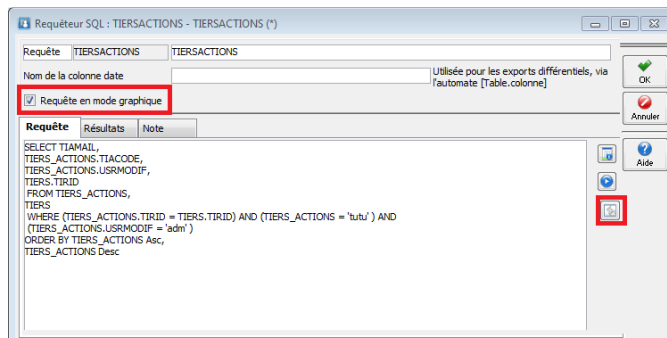 Requêteur SQL : TIERSACTIONS - TIERSACTIONS (*)
Requête TIERSACTIONS TIERSACTIONS
Nom de la colonne date
Utilisée pour les exports différentiels, via
l'automate [Table.colonne]
Requête en mode graphique
OK
Annuler
Aide
Requête Résultats Note
SELECT TIAMAIL,
TIERS_ACTIONS.TIACODE,
TIERS_ACTIONS.USRMODIF,
TIERS.TIRID
FROM TIERS_ACTIONS,
TIERS
WHERE (TIERS_ACTIONS.TIRID = TIERS.TIRID) AND (TIERS_ACTIONS = 'tutu' ) AND
(TIERS_ACTIONS.USRMODIF = 'adm' )
ORDER BY TIERS_ACTIONS Asc,
TIERS_ACTIONS Desc